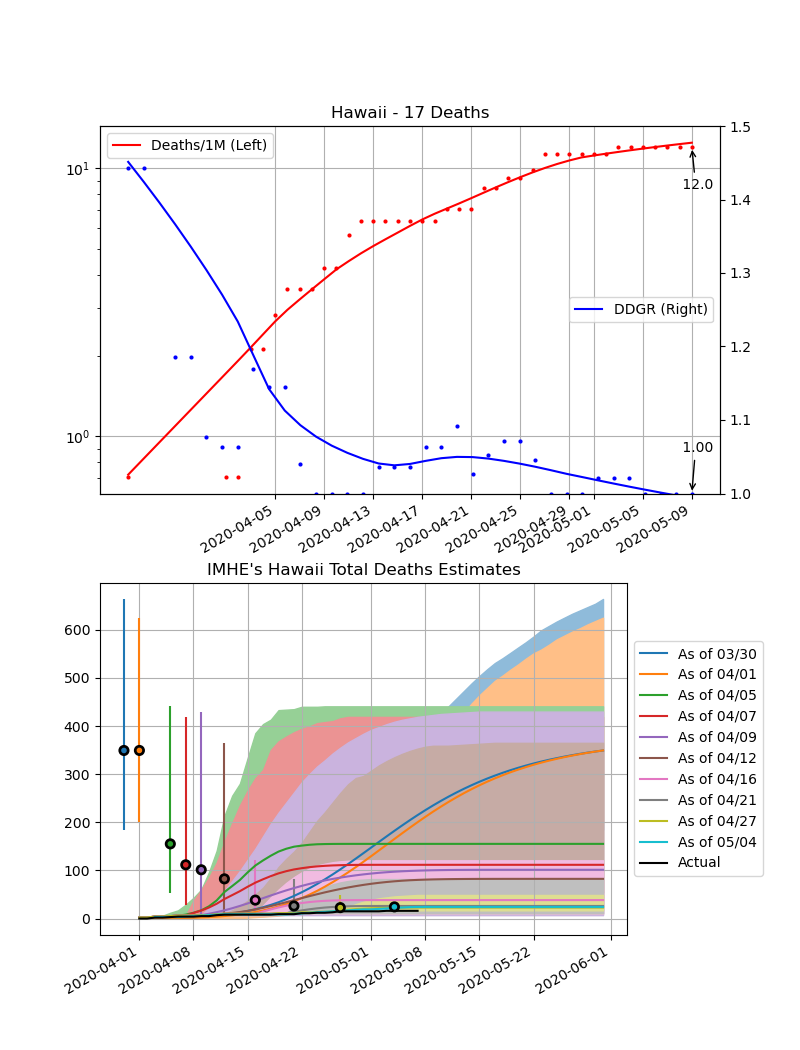 Hawaii - 17 Deaths
Deaths/1M (Left)
DDGR (Right)
10¹
10⁰
1.5
1.4
1.3
1.2
1.1
1.0
12.0
1.00
2020-04-05
2020-04-09
2020-04-13
2020-04-17
2020-04-21
2020-04-25
2020-04-29
2020-05-01
2020-05-05
2020-05-09
IMHE's Hawaii Total Deaths Estimates
600
500
400
300
200
100
0
2020-04-01
2020-04-08
2020-04-15
2020-04-22
2020-05-01
2020-05-08
2020-05-15
2020-05-22
2020-06-01
As of 03/30
As of 04/01
As of 04/05
As of 04/07
As of 04/09
As of 04/12
As of 04/16
As of 04/21
As of 04/27
As of 05/04
Actual